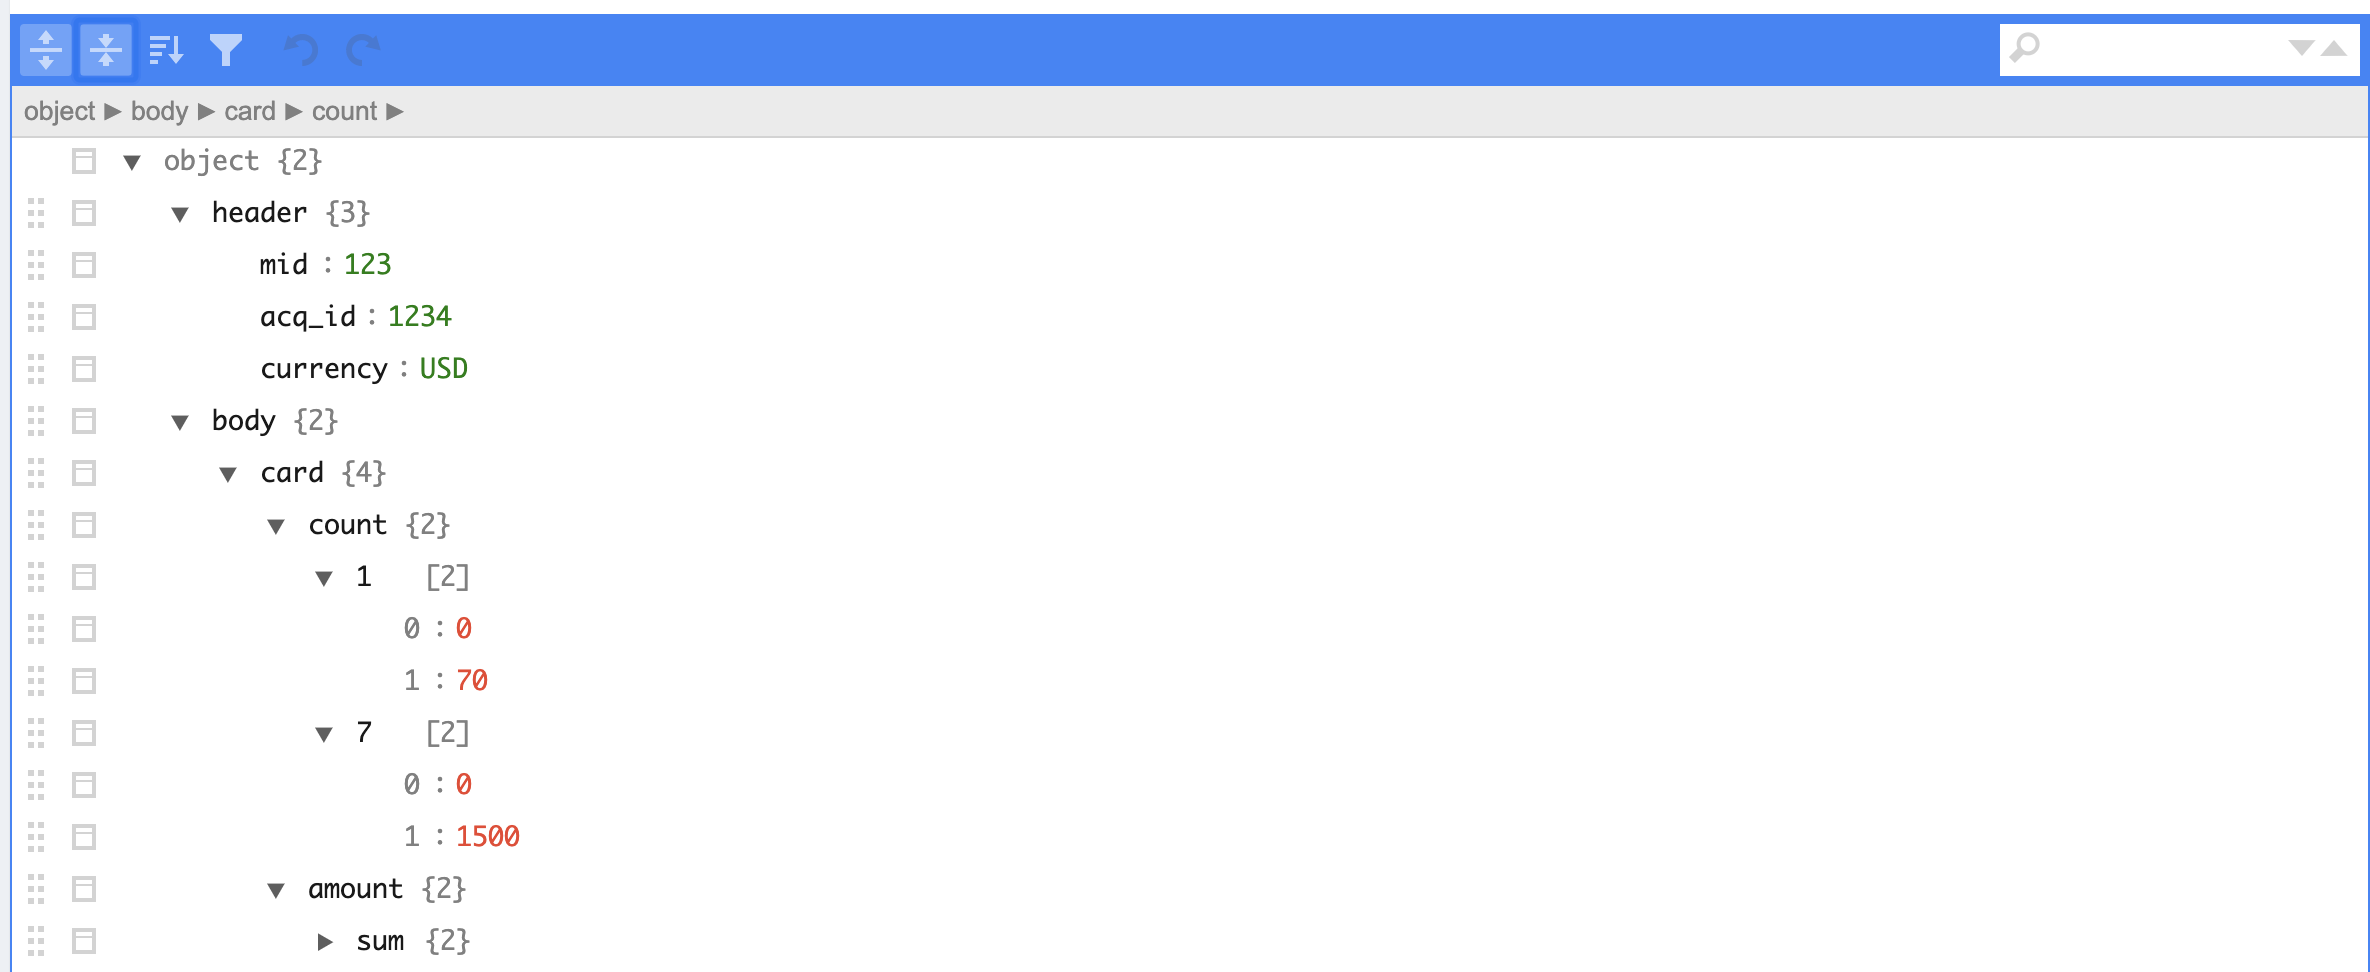 object ▶ body ▶ card ▶ count ▶
object {2}
header {3}
mid : 123
acq_id : 1234
currency : USD
body {2}
card {4}
count {2}
1 [2]
0 : 0
1 : 70
7 [2]
0 : 0
1 : 1500
amount {2}
sum {2}